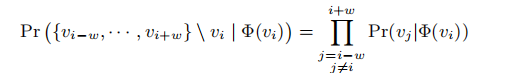 Pr ({v_{i−w}, ⋯ , v_{i+w}} \ v_i | Φ(v_i)) = ∏_{j=i−w, j≠i}^{i+w} Pr(v_j|Φ(v_i))